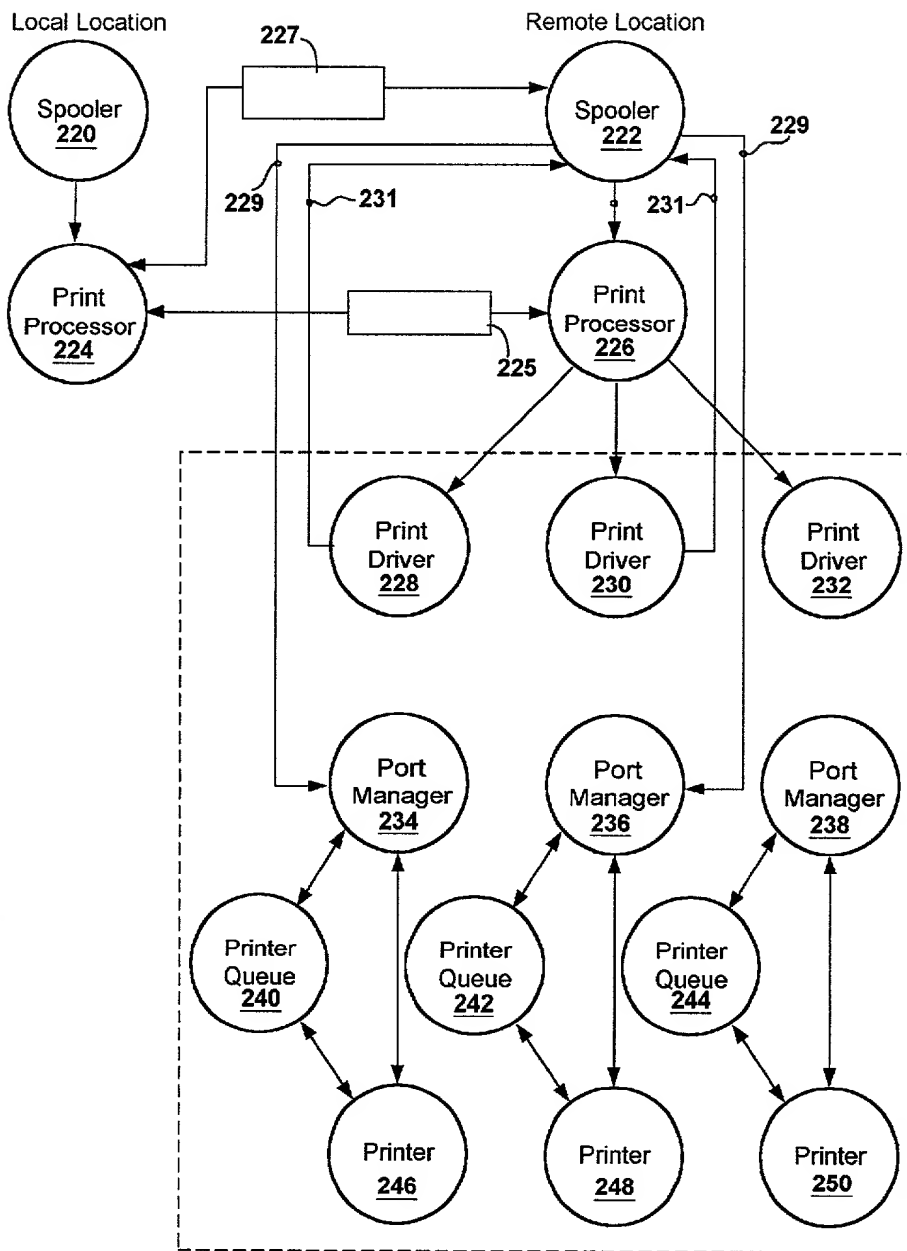 Local Location
Remote Location
227
Spooler
220
Spooler
222
229
229
231
231
Print
Processor
224
Print
Processor
226
225
Print
Driver
228
Print
Driver
230
Print
Driver
232
Port
Manager
234
Port
Manager
236
Port
Manager
238
Printer
Queue
240
Printer
Queue
242
Printer
Queue
244
Printer
246
Printer
248
Printer
250